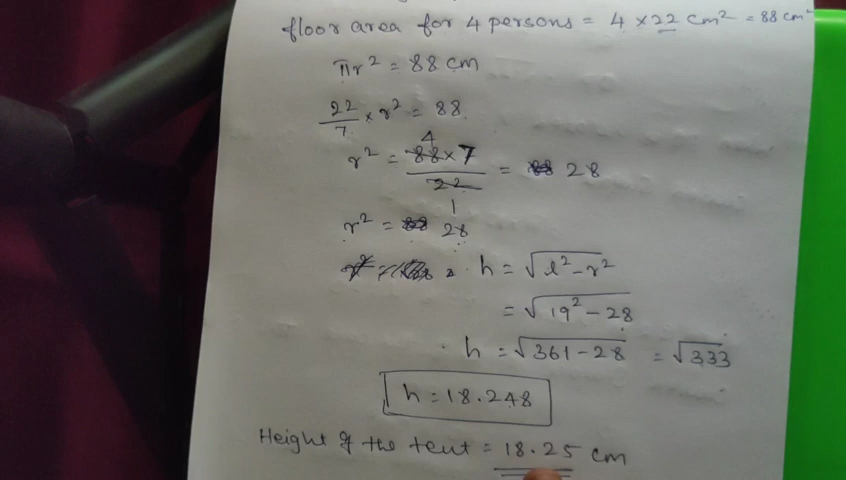 floor area for 4 persons = 4 × 22 cm² = 88 cm²
πr² = 88 cm
22/7 × r² = 88
r² = 88 × 7 / 22 = 28
4
1
r² = 28
h = √l² - r²
= √19² - 28
h = √361 - 28 = √333
h = 18.248
Height of the tent = 18.25 cm